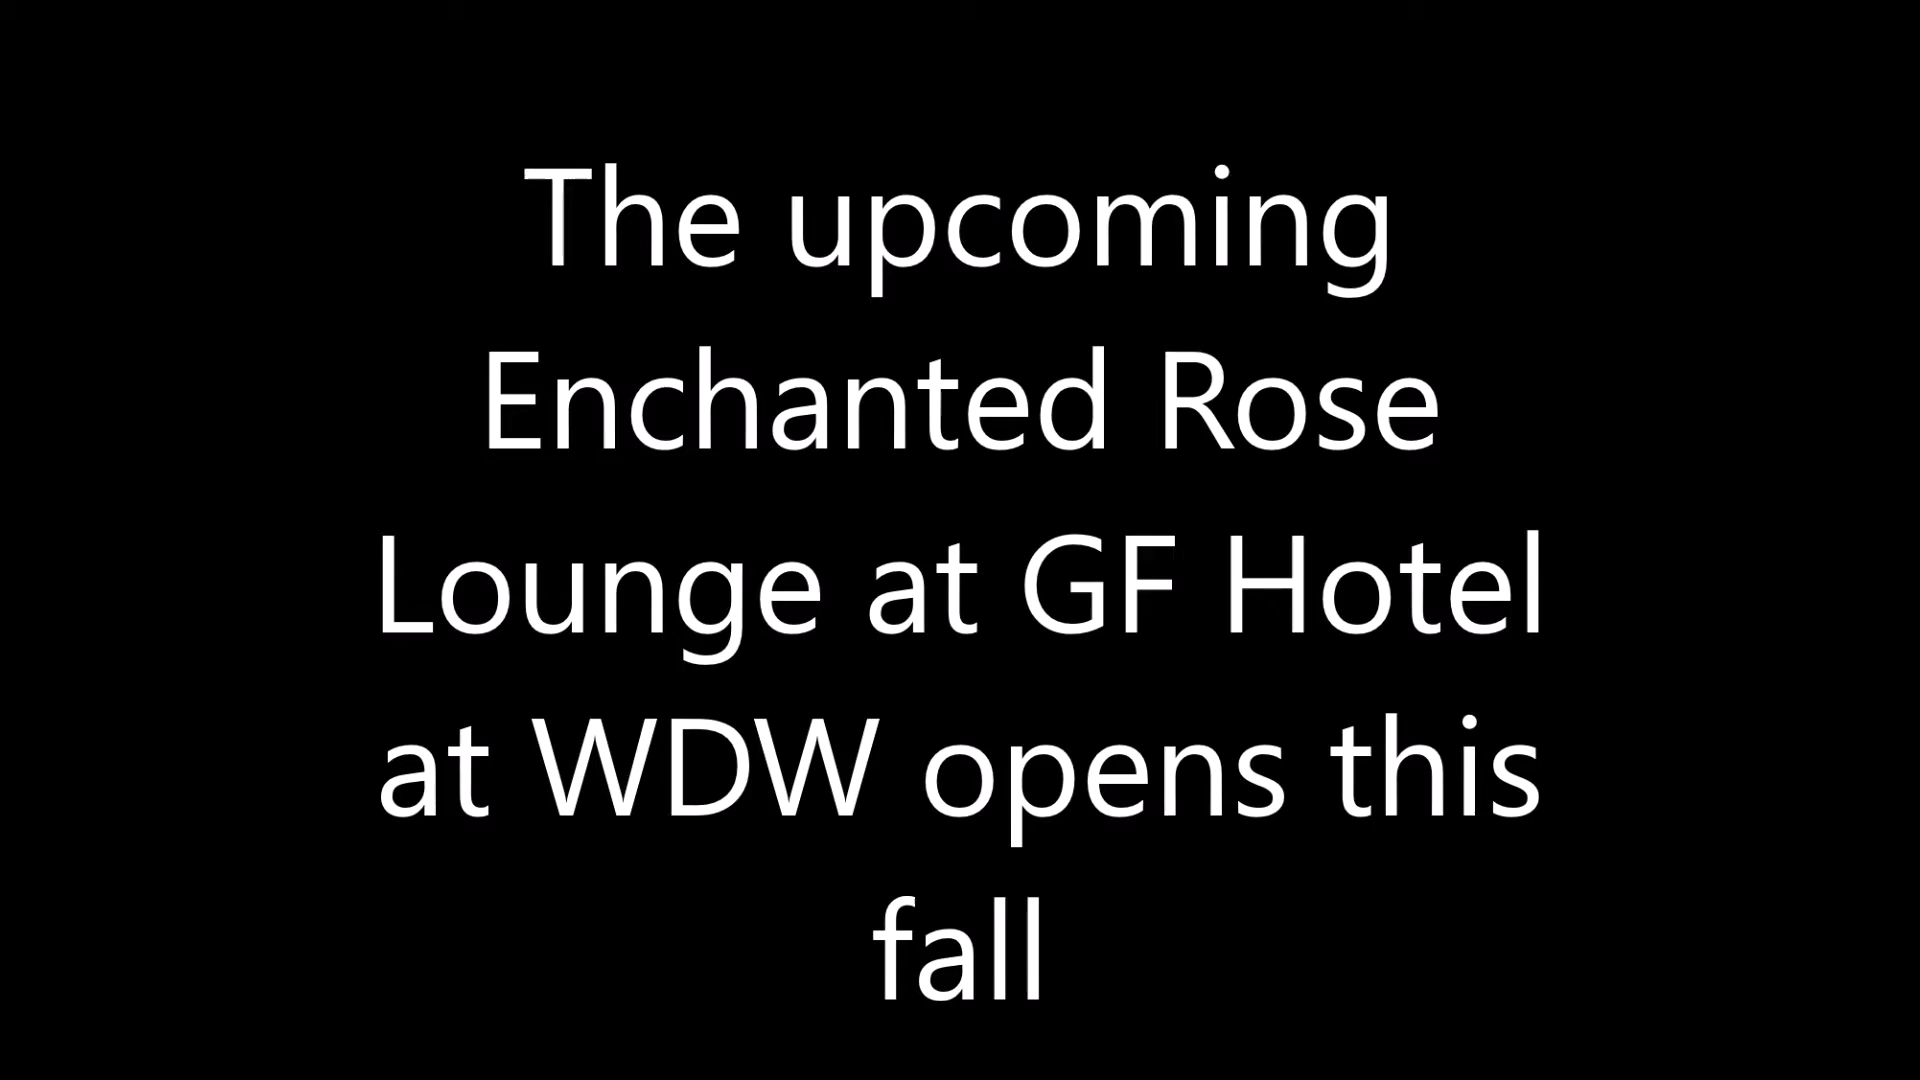 The upcoming
Enchanted Rose
Lounge at GF Hotel
at WDW opens this
fall